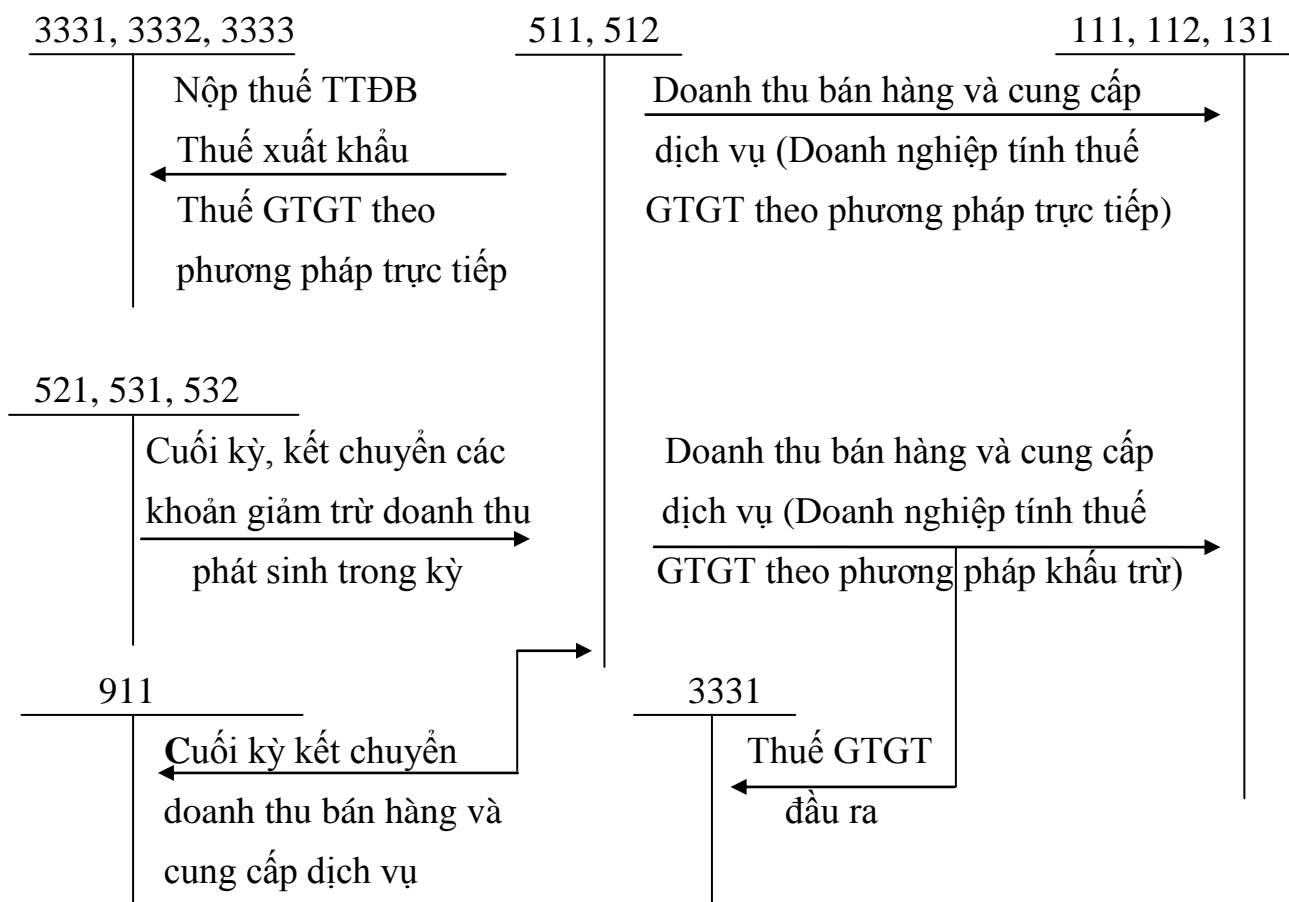 3331, 3332, 3333
511, 512
111, 112, 131
Nộp thuế TTĐB
Thuế xuất khẩu
Thuế GTGT theo
phương pháp trực tiếp
Doanh thu bán hàng và cung cấp
dịch vụ (Doanh nghiệp tính thuế
GTGT theo phương pháp trực tiếp)
521, 531, 532
Cuối kỳ, kết chuyển các
khoản giảm trừ doanh thu
phát sinh trong kỳ
Doanh thu bán hàng và cung cấp
dịch vụ (Doanh nghiệp tính thuế
GTGT theo phương pháp khấu trừ)
911
Cuối kỳ kết chuyển
doanh thu bán hàng và
cung cấp dịch vụ
3331
Thuế GTGT
đầu ra